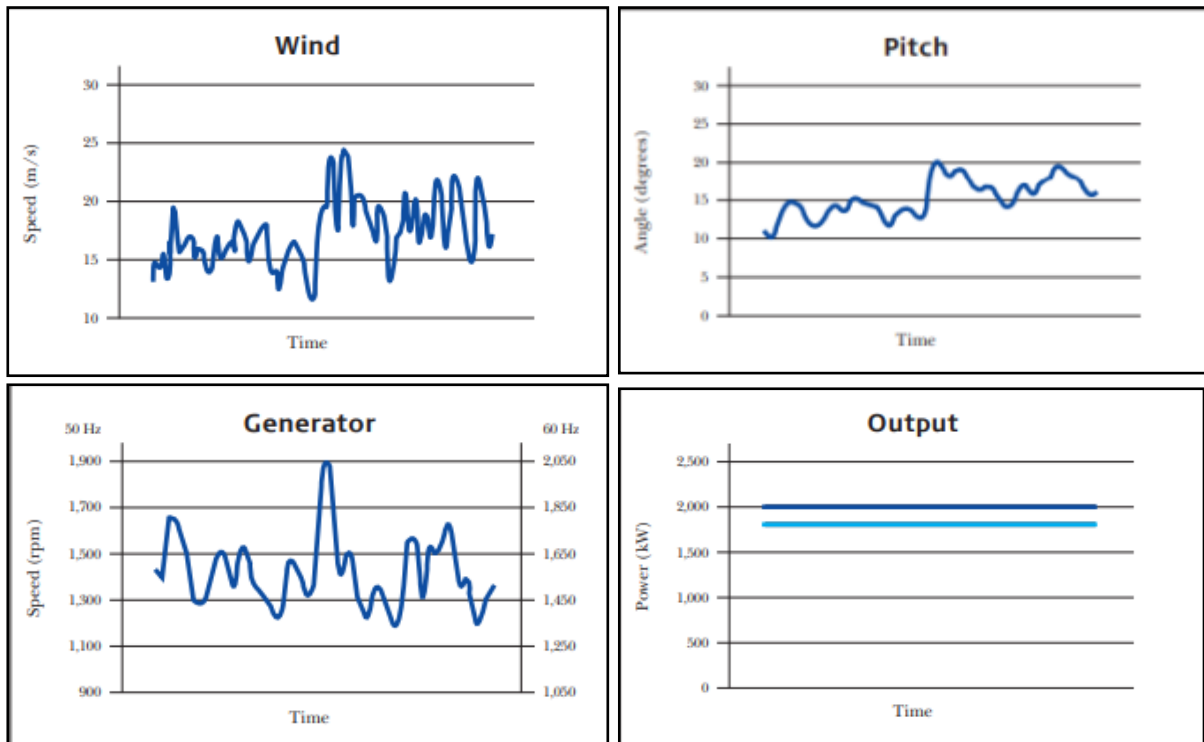 Wind
Speed (m/s)
30
25
20
15
10
Time
Pitch
Angle (degrees)
30
25
20
15
10
5
0
Time
Generator
50 Hz
60 Hz
Speed (rpm)
1,900
1,700
1,500
1,300
1,100
900
2,050
1,850
1,650
1,450
1,250
1,050
Time
Output
Power (kW)
2,500
2,000
1,500
1,000
500
0
Time